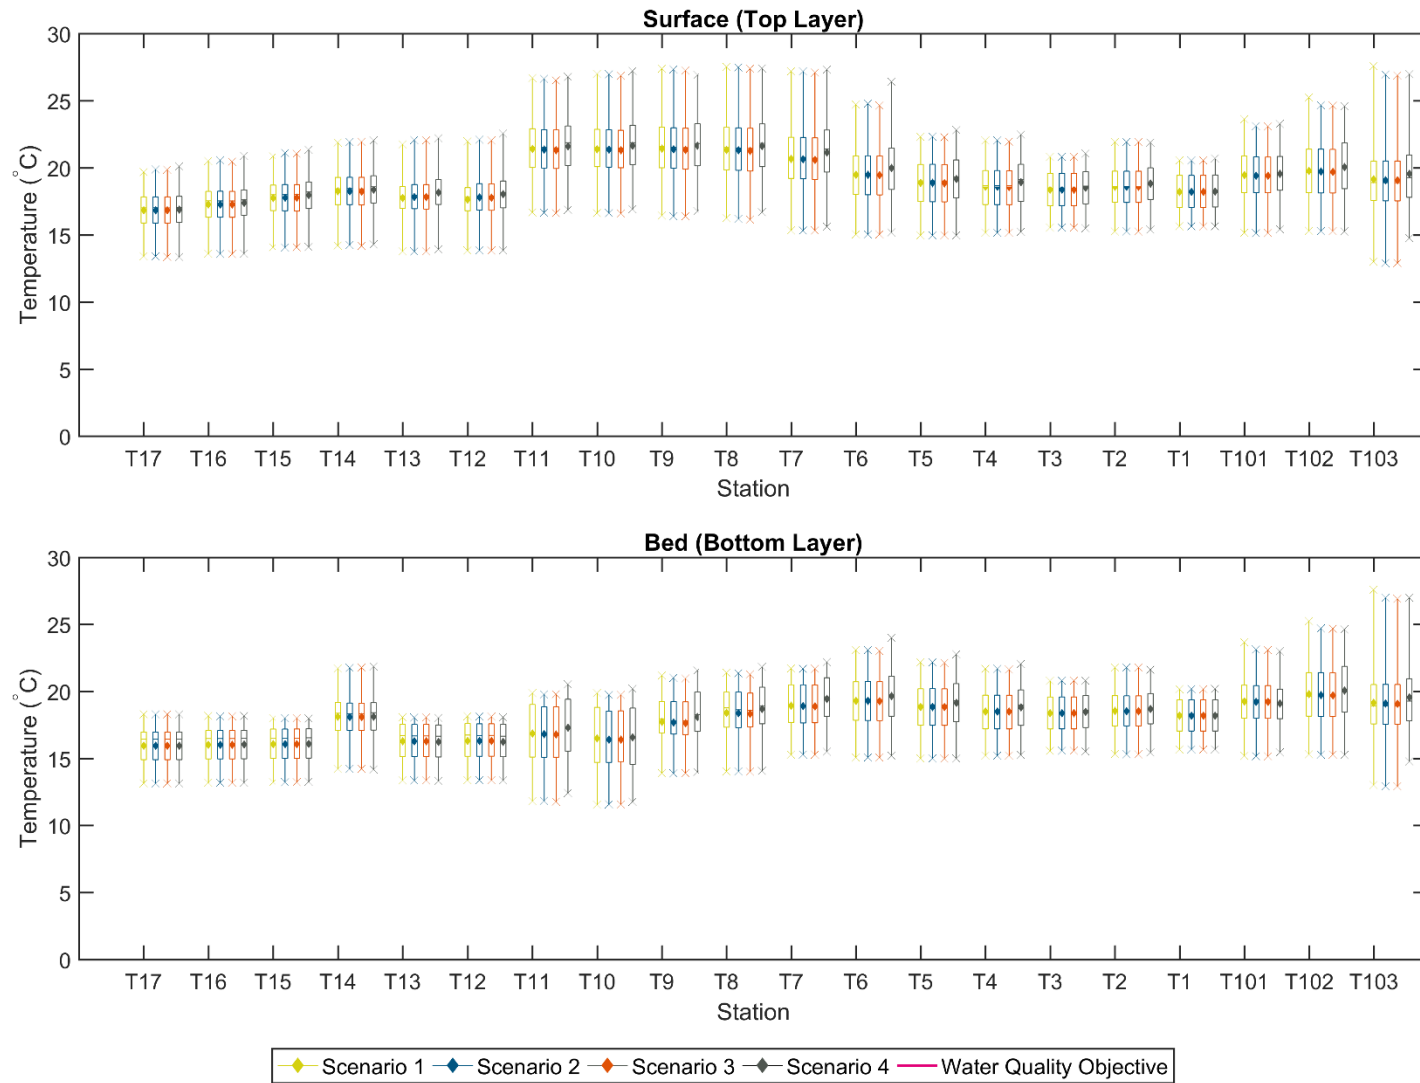 Surface (Top Layer)
30
25
20
15
10
5
0
Temperature (°C)
T17 T16 T15 T14 T13 T12 T11 T10 T9 T8 T7 T6 T5 T4 T3 T2 T1 T101 T102 T103
Station
Bed (Bottom Layer)
30
25
20
15
10
5
0
Temperature (°C)
T17 T16 T15 T14 T13 T12 T11 T10 T9 T8 T7 T6 T5 T4 T3 T2 T1 T101 T102 T103
Station
Scenario 1 Scenario 2 Scenario 3 Scenario 4 Water Quality Objective